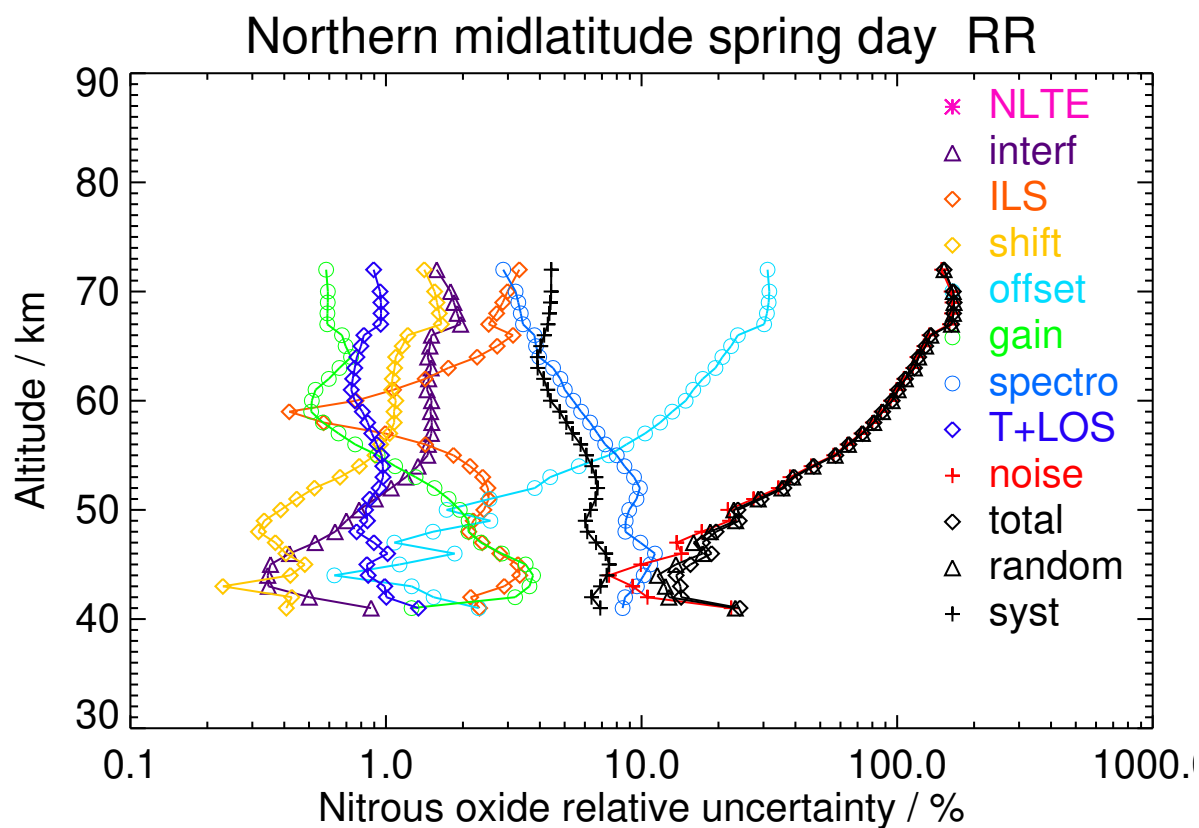 Northern midlatitude spring day RR
90
80
70
60
50
40
30
Altitude / km
NLTE
interf
ILS
shift
offset
gain
spectro
T+LOS
noise
total
random
syst
0.1 1.0 10.0 100.0 1000.0
Nitrous oxide relative uncertainty / %